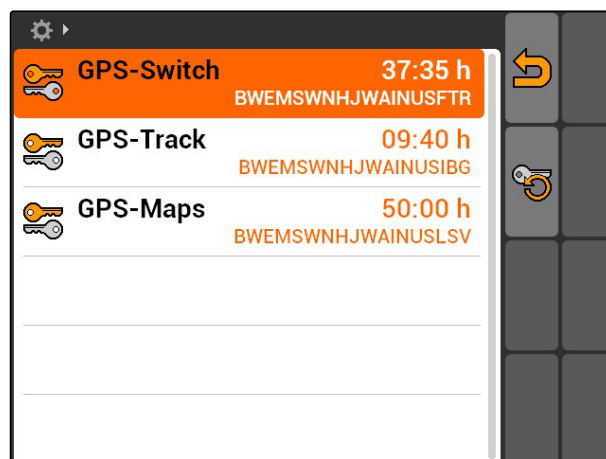 GPS-Switch 37:35 h
BWEMSWNHJWAINUSFTR
GPS-Track 09:40 h
BWEMSWNHJWAINUSIBG
GPS-Maps 50:00 h
BWEMSWNHJWAINUSLSV